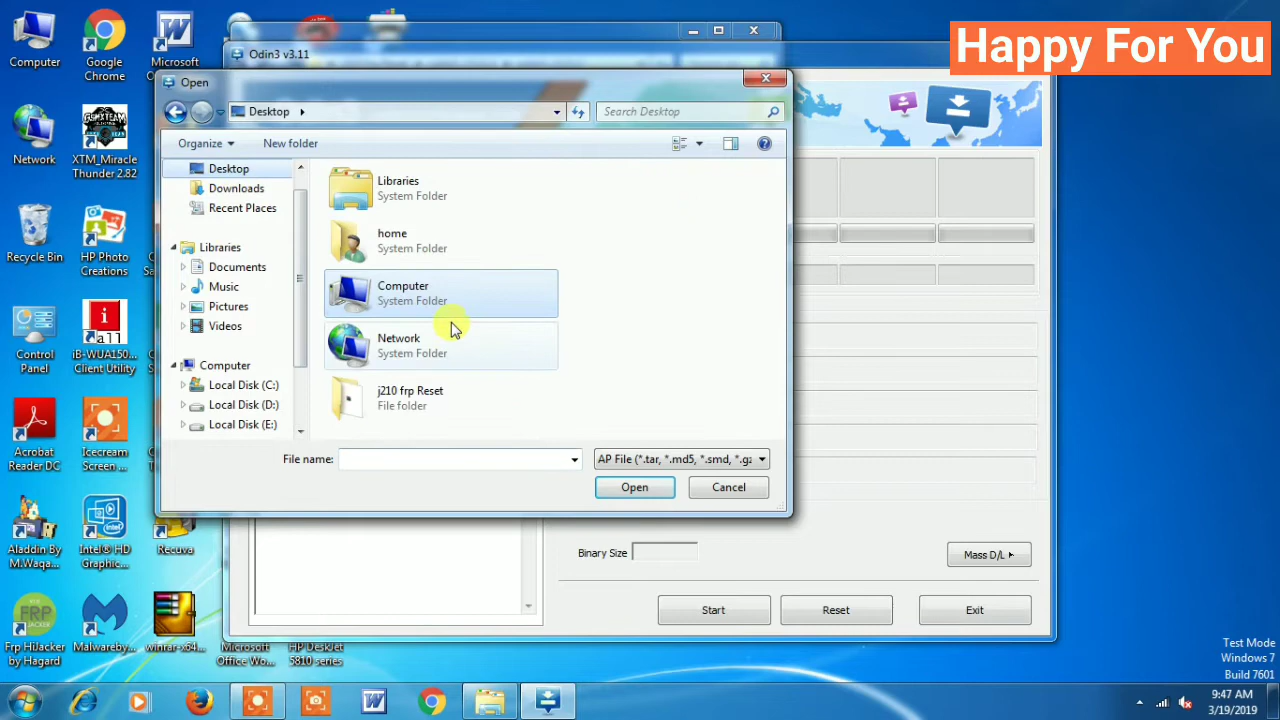 Happy For You
Computer
Google
Chrome
Microsoft
Network
XTM_Miracle
Thunder 2.82
Recycle Bin
HP Photo
Creations
Control
Panel
iB-WUA150...
Client Utility
Acrobat
Reader DC
Icecream
Screen ...
Aladdin By
M.Waqa...
Intel® HD
Graphic...
Recuva
Frp HiJacker
by Hagard
Malwareby...
winrar-x64...
Microsoft
Office Wo...
HP DeskJet
5810 series
Odin3 v3.11
Open
Desktop
Search Desktop
Organize
New folder
Desktop
Downloads
Recent Places
Libraries
Documents
Music
Pictures
Videos
Computer
Local Disk (C:)
Local Disk (D:)
Local Disk (E:)
Libraries
System Folder
home
System Folder
Computer
System Folder
Network
System Folder
j210 frp Reset
File folder
File name:
AP File (*.tar, *.md5, *.smd, *.gz
Open
Cancel
Binary Size
Mass D/L
Start
Reset
Exit
Test Mode
Windows 7
Build 7601
9:47 AM
3/19/2019